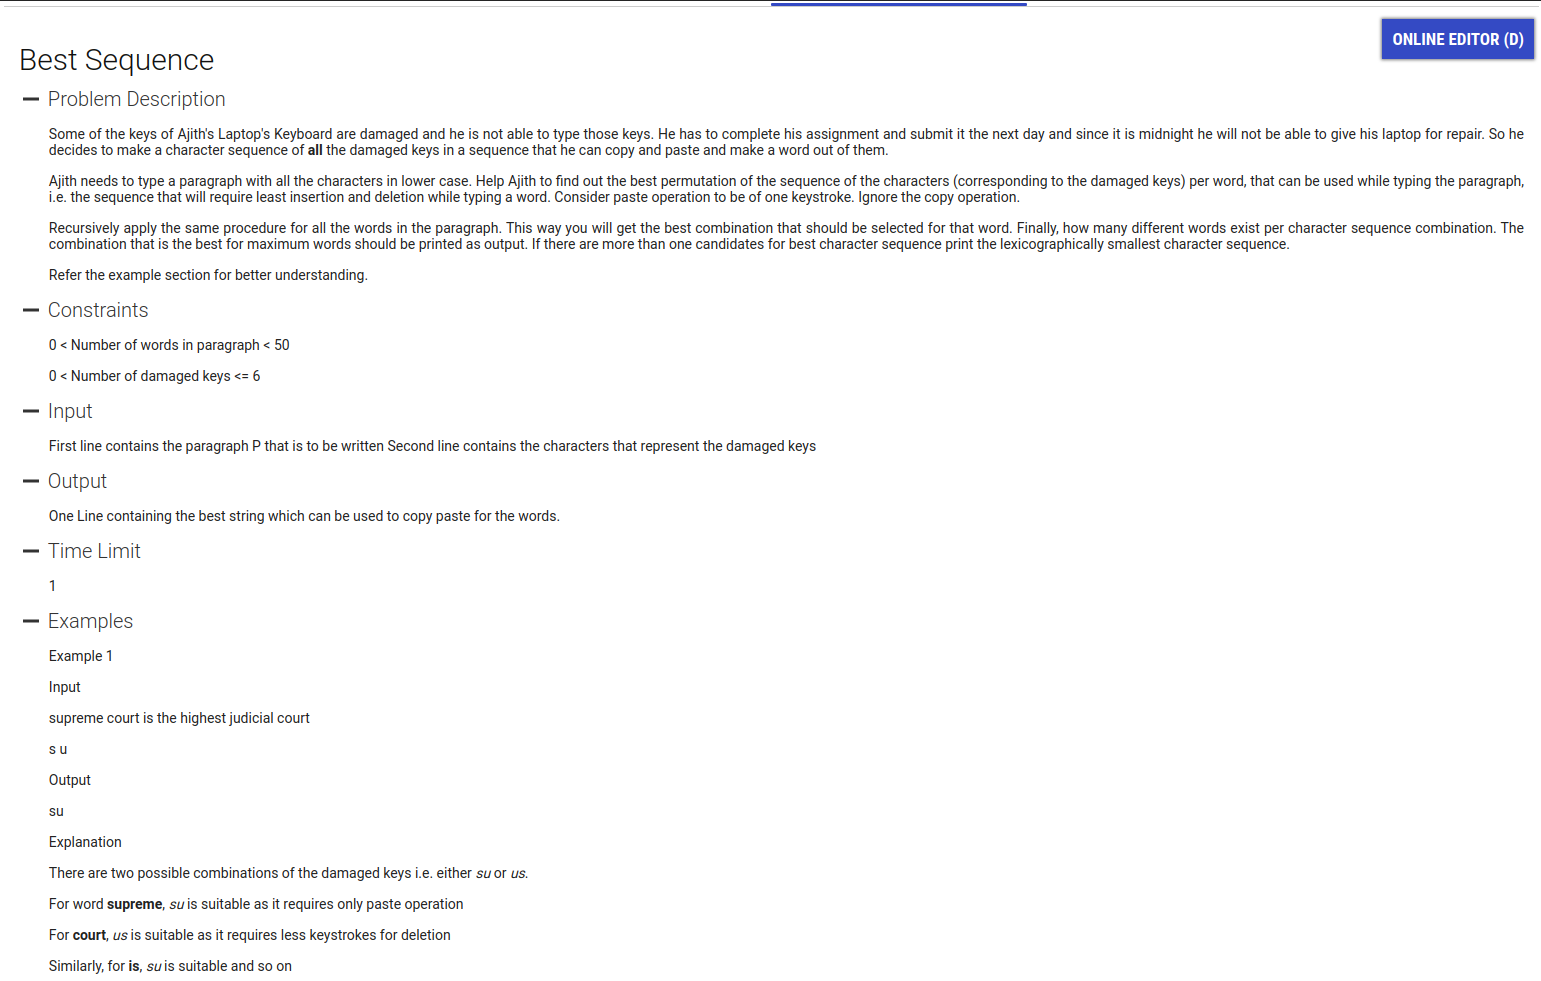 ONLINE EDITOR (D)
Best Sequence
Problem Description
Some of the keys of Ajith's Laptop's Keyboard are damaged and he is not able to type those keys. He has to complete his assignment and submit it the next day and since it is midnight he will not be able to give his laptop for repair. So he
decides to make a character sequence of all the damaged keys in a sequence that he can copy and paste and make a word out of them.
Ajith needs to type a paragraph with all the characters in lower case. Help Ajith to find out the best permutation of the sequence of the characters (corresponding to the damaged keys) per word, that can be used while typing the paragraph,
i.e. the sequence that will require least insertion and deletion while typing a word. Consider paste operation to be of one keystroke. Ignore the copy operation.
Recursively apply the same procedure for all the words in the paragraph. This way you will get the best combination that should be selected for that word. Finally, how many different words exist per character sequence combination. The
combination that is the best for maximum words should be printed as output. If there are more than one candidates for best character sequence print the lexicographically smallest character sequence.
Refer the example section for better understanding.
Constraints
0 < Number of words in paragraph < 50
0 < Number of damaged keys <= 6
Input
First line contains the paragraph P that is to be written Second line contains the characters that represent the damaged keys
Output
One Line containing the best string which can be used to copy paste for the words.
Time Limit
1
Examples
Example 1
Input
supreme court is the highest judicial court
s u
Output
su
Explanation
There are two possible combinations of the damaged keys i.e. either su or us.
For word supreme, su is suitable as it requires only paste operation
For court, us is suitable as it requires less keystrokes for deletion
Similarly, for is, su is suitable and so on